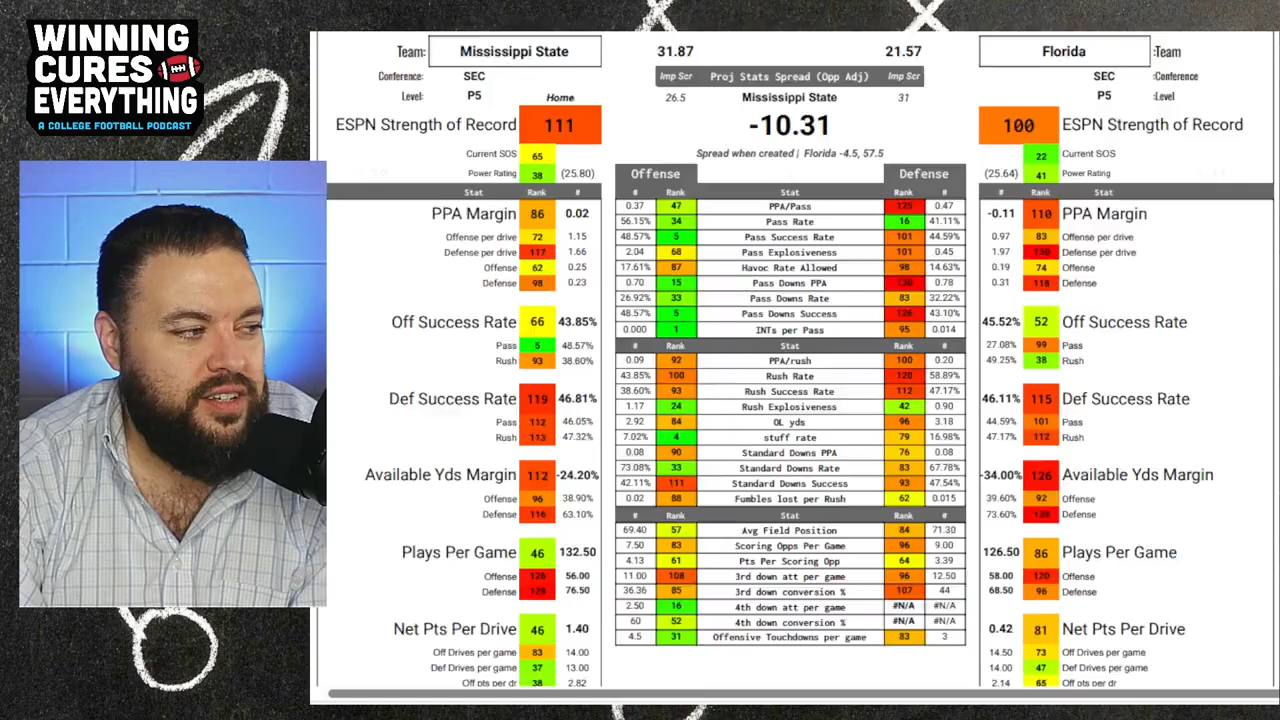 WINNING
CURES
EVERYTHING
A COLLEGE FOOTBALL PODCAST
Team: Mississippi State 31.87 21.57 Florida :Team
Conference: SEC Imp Scr Proj Stats Spread (Opp Adj) Imp Scr SEC :Conference
Level: P5 Home 26.5 Mississippi State 31 P5 :Level
ESPN Strength of Record 111 -10.31 100 ESPN Strength of Record
Current SOS 65 Spread when created | Florida -4.5, 57.5 22 Current SOS
Power Rating 38 (25.80) Offense Defense (25.64) 41 Power Rating
Stat Rank # # Rank Stat Rank # # Rank Stat
0.37 47 PPA/Pass 125 0.47
PPA Margin 86 0.02 56.15% 34 Pass Rate 16 41.11% -0.11 110 PPA Margin
Offense per drive 72 1.15 48.57% 5 Pass Success Rate 101 44.59% 0.97 83 Offense per drive
Defense per drive 117 1.66 2.04 68 Pass Explosiveness 101 0.45 1.97 130 Defense per drive
Offense 62 0.25 17.61% 87 Havoc Rate Allowed 98 14.63% 0.19 74 Offense
Defense 98 0.23 0.70 15 Pass Downs PPA 130 0.78 0.31 118 Defense
26.92% 33 Pass Downs Rate 83 32.22%
Off Success Rate 66 43.85% 48.57% 5 Pass Downs Success 126 43.10% 45.52% 52 Off Success Rate
0.000 1 INTs per Pass 95 0.014
Pass 5 48.57% # Rank Stat Rank # 27.08% 99 Pass
Rush 93 38.60% 0.09 92 PPA/rush 100 0.20 49.25% 38 Rush
43.85% 100 Rush Rate 120 58.89%
38.60% 93 Rush Success Rate 112 47.17%
Def Success Rate 119 46.81% 1.17 24 Rush Explosiveness 42 0.90 46.11% 115 Def Success Rate
Pass 112 46.05% 2.92 84 OL yds 96 3.18 44.59% 101 Pass
Rush 113 47.32% 7.02% 4 stuff rate 79 16.98% 47.17% 112 Rush
0.08 90 Standard Downs PPA 76 0.08
Available Yds Margin 112 -24.20% 73.08% 33 Standard Downs Rate 83 67.78% -34.00% 126 Available Yds Margin
42.11% 111 Standard Downs Success 93 47.54%
Offense 96 38.90% 0.02 88 Fumbles lost per Rush 62 0.015 39.60% 92 Offense
Defense 116 63.10% # Rank Stat Rank # 73.60% Defense
69.40 57 Avg Field Position 84 71.30
7.50 83 Scoring Opps Per Game 96 9.00
Plays Per Game 46 132.50 4.13 61 Pts Per Scoring Opp 64 3.39 126.50 86 Plays Per Game
Offense 126 56.00 11.00 108 3rd down att per game 96 12.50 58.00 120 Offense
Defense 129 76.50 36.36 85 3rd down conversion % 107 44 68.50 96 Defense
2.50 16 4th down att per game #N/A #N/A
60 52 4th down conversion % #N/A #N/A
Net Pts Per Drive 46 1.40 4.5 31 Offensive Touchdowns per game 83 3 0.42 81 Net Pts Per Drive
Off Drives per game 83 14.00 14.50 73 Off Drives per game
Def Drives per game 37 13.00 14.00 47 Def Drives per game
Off pts per dr 38 2.82 2.14 65 Off pts per dr